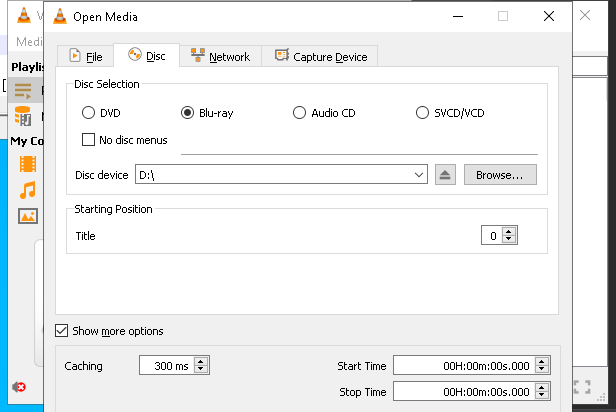 Open Media
Medi
File
Disc
Network
Capture Device
Playlis
Disc Selection
DVD
Blu-ray
Audio CD
SVCD/VCD
No disc menus
My Co
Disc device
D:\
Browse...
Starting Position
Title
0
Show more options
Caching
300 ms
Start Time
00H:00m:00s.000
Stop Time
00H:00m:00s.000